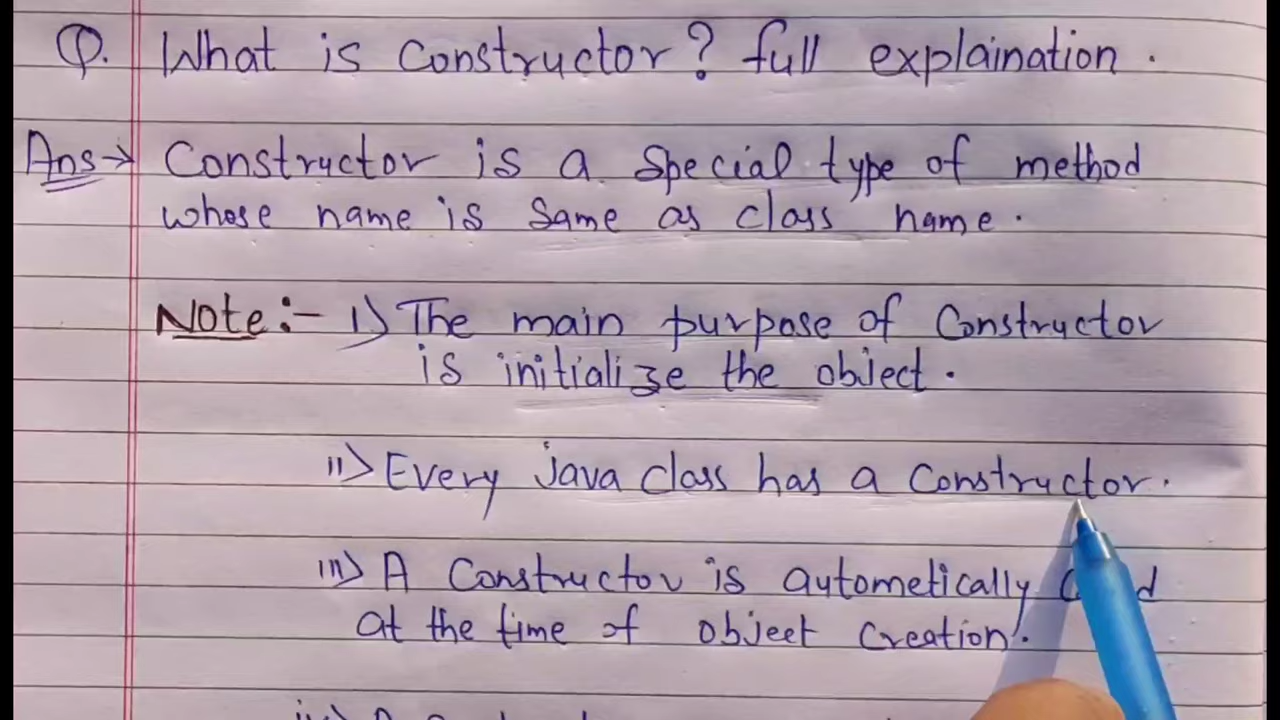 Q. What is constructor? full explaination.
Ans→ Constructor is a special type of method
whose name is same as class name.
Note:- i) The main purpose of constructor
is initialize the object.
ii) Every java class has a constructor.
iii) A constructor is autometically
at the time of object creation.
iv) A